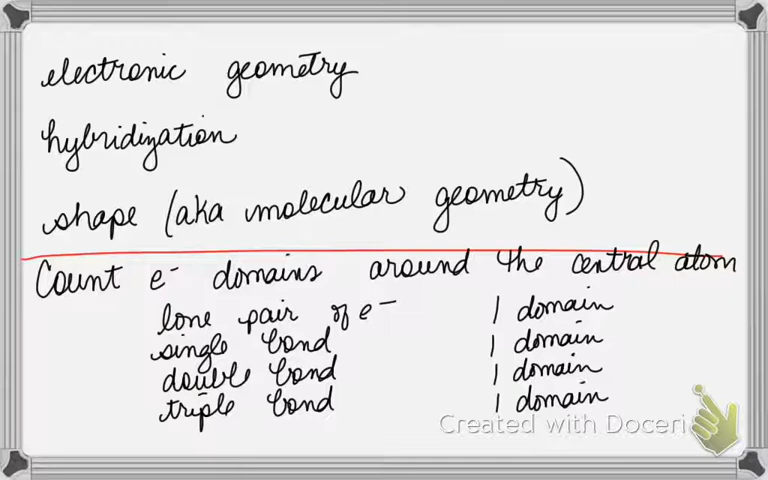 electronic geometry
hybridization
shape (aka molecular geometry)
Count e- domains around the central atom
lone pair of e- 1 domain
single bond 1 domain
double bond 1 domain
triple bond 1 domain
Created with Doceri